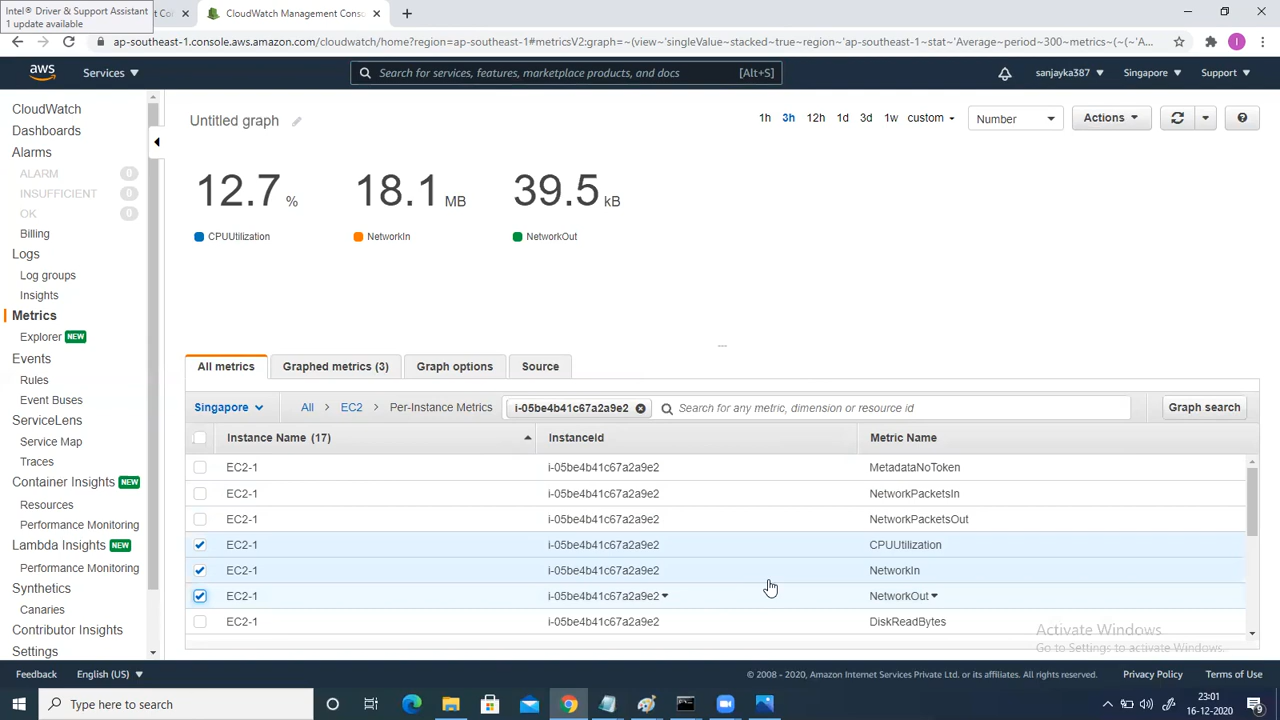 Intel® Driver & Support Assistant
1 update available
CloudWatch Management Conso
ap-southeast-1.console.aws.amazon.com/cloudwatch/home?region=ap-southeast-1#metricsV2:graph=~(view~'singleValue~stacked~true~region~'ap-southeast-1~stat~'Average~period~300~metrics~(~(~'A...
aws
Services
Search for services, features, marketplace products, and docs
[Alt+S]
sanjayka387
Singapore
Support
CloudWatch
Dashboards
Alarms
ALARM 0
INSUFFICIENT 0
OK 0
Billing
Logs
Log groups
Insights
Metrics
Explorer NEW
Events
Rules
Event Buses
ServiceLens
Service Map
Traces
Container Insights NEW
Resources
Performance Monitoring
Lambda Insights NEW
Performance Monitoring
Synthetics
Canaries
Contributor Insights
Settings
Untitled graph
1h 3h 12h 1d 3d 1w custom
Number
Actions
12.7 %
18.1 MB
39.5 kB
CPUUtilization
NetworkIn
NetworkOut
All metrics
Graphed metrics (3)
Graph options
Source
Singapore
All > EC2 > Per-Instance Metrics
i-05be4b41c67a2a9e2
Search for any metric, dimension or resource id
Graph search
Instance Name (17) InstanceId Metric Name
EC2-1 i-05be4b41c67a2a9e2 MetadataNoToken
EC2-1 i-05be4b41c67a2a9e2 NetworkPacketsIn
EC2-1 i-05be4b41c67a2a9e2 NetworkPacketsOut
EC2-1 i-05be4b41c67a2a9e2 CPUUtilization
EC2-1 i-05be4b41c67a2a9e2 NetworkIn
EC2-1 i-05be4b41c67a2a9e2 NetworkOut
EC2-1 i-05be4b41c67a2a9e2 DiskReadBytes
Activate Windows
Go to Settings to activate Windows.
Feedback
English (US)
© 2008 - 2020, Amazon Internet Services Private Ltd. or its affiliates. All rights reserved.
Privacy Policy
Terms of Use
Type here to search
23:01
16-12-2020